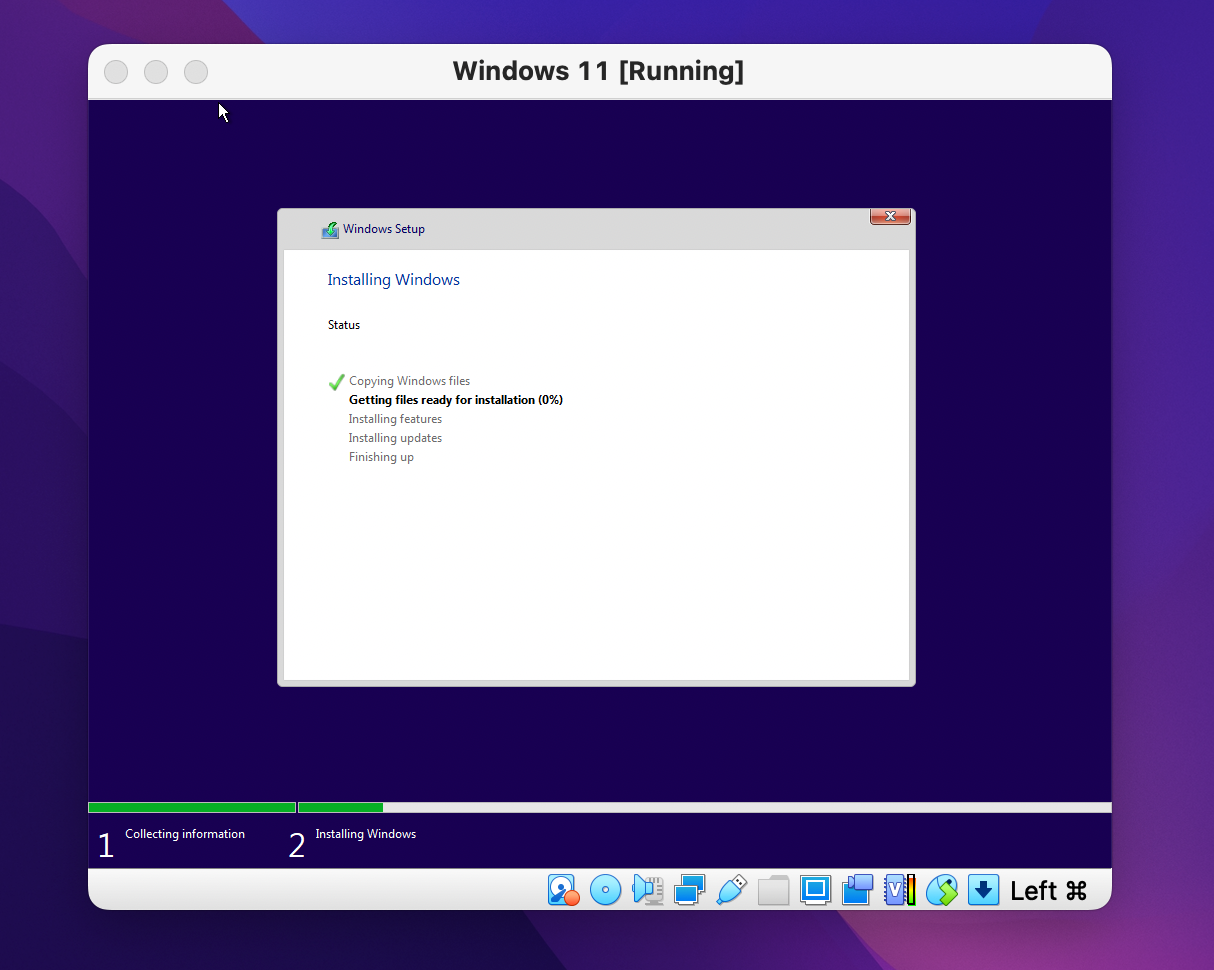 Windows 11 [Running]
Windows Setup
Installing Windows
Status
Copying Windows files
Getting files ready for installation (0%)
Installing features
Installing updates
Finishing up
1 Collecting information
2 Installing Windows
V
Left ⌘